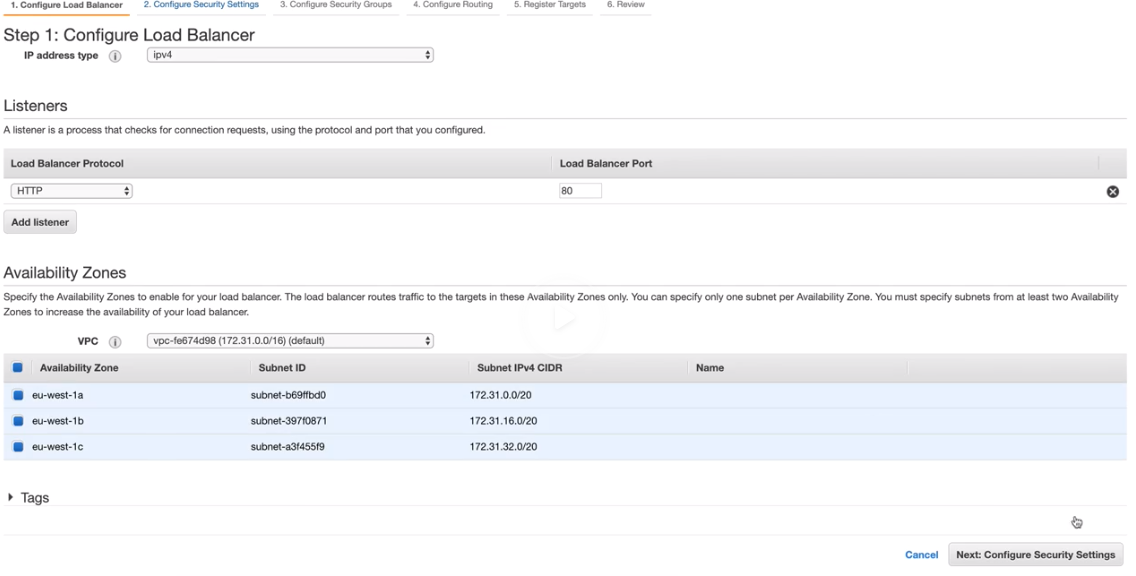 1. Configure Load Balancer 2. Configure Security Settings 3. Configure Security Groups 4. Configure Routing 5. Register Targets 6. Review
Step 1: Configure Load Balancer
IP address type i ipv4
Listeners
A listener is a process that checks for connection requests, using the protocol and port that you configured.
Load Balancer Protocol Load Balancer Port
HTTP 80
Add listener
Availability Zones
Specify the Availability Zones to enable for your load balancer. The load balancer routes traffic to the targets in these Availability Zones only. You can specify only one subnet per Availability Zone. You must specify subnets from at least two Availability
Zones to increase the availability of your load balancer.
VPC i vpc-fe674d98 (172.31.0.0/16) (default)
Availability Zone Subnet ID Subnet IPv4 CIDR Name
eu-west-1a subnet-b69ffbd0 172.31.0.0/20
eu-west-1b subnet-397f0871 172.31.16.0/20
eu-west-1c subnet-a3f455f9 172.31.32.0/20
Tags
Cancel Next: Configure Security Settings